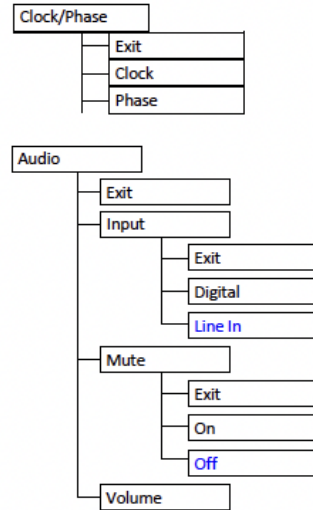 Clock/Phase
Exit
Clock
Phase
Audio
Exit
Input
Exit
Digital
Line In
Mute
Exit
On
Off
Volume